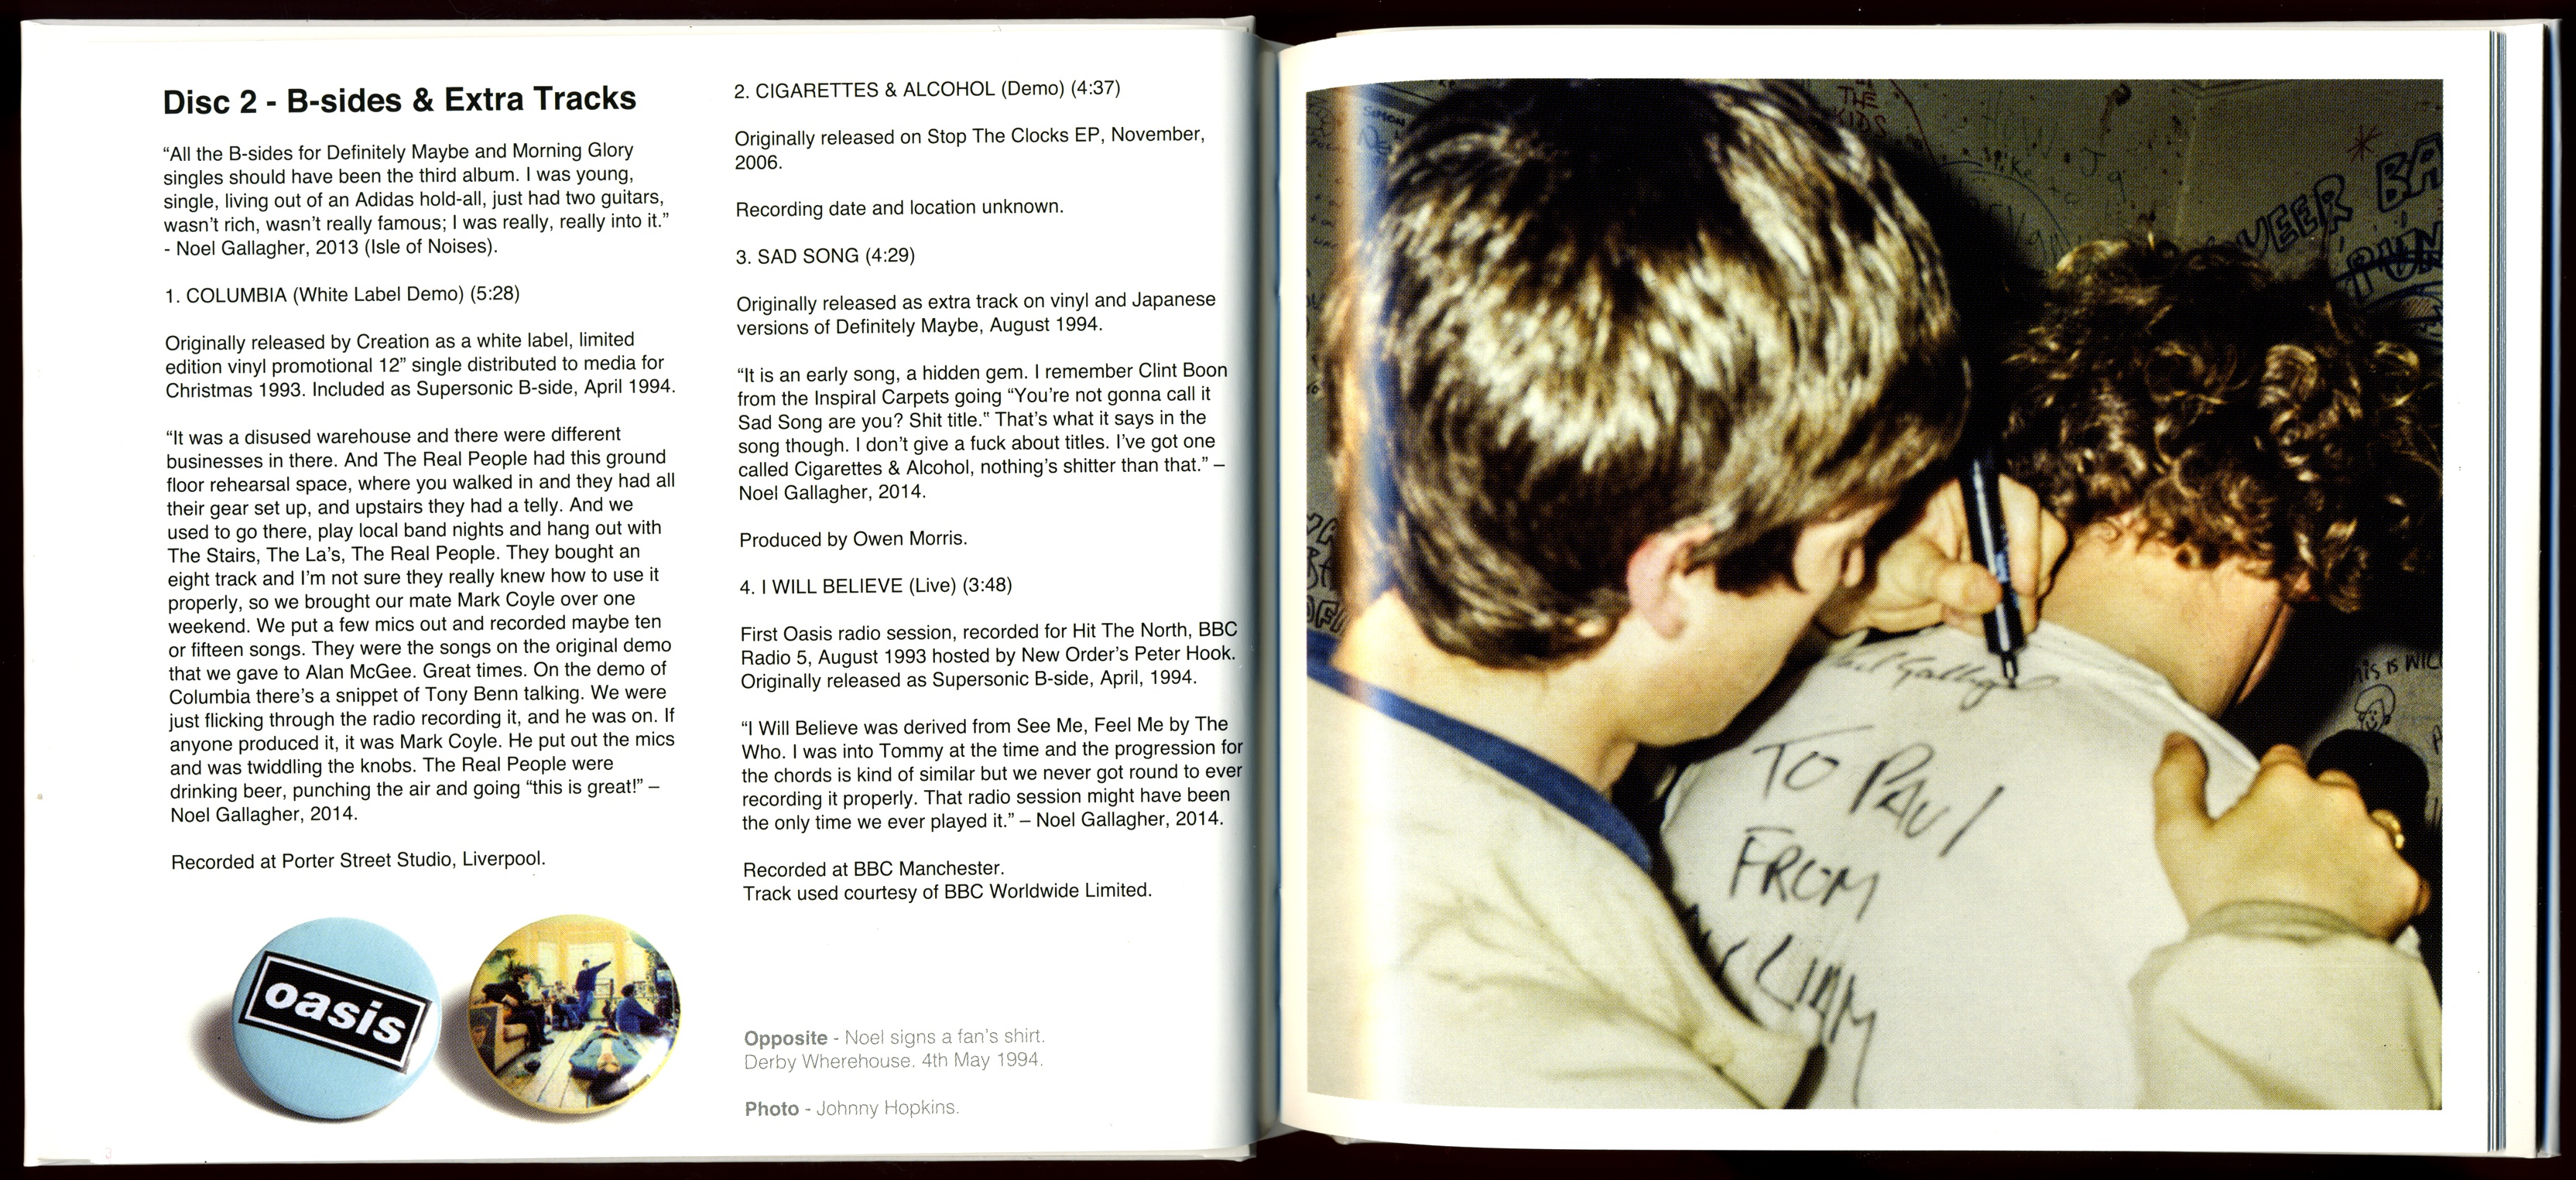 Disc 2 - B-sides & Extra Tracks
“All the B-sides for Definitely Maybe and Morning Glory
singles should have been the third album. I was young,
single, living out of an Adidas hold-all, just had two guitars,
wasn’t rich, wasn’t really famous; I was really, really into it.”
- Noel Gallagher, 2013 (Isle of Noises).
1. COLUMBIA (White Label Demo) (5:28)
Originally released by Creation as a white label, limited
edition vinyl promotional 12” single distributed to media for
Christmas 1993. Included as Supersonic B-side, April 1994.
“It was a disused warehouse and there were different
businesses in there. And The Real People had this ground
floor rehearsal space, where you walked in and they had all
their gear set up, and upstairs they had a telly. And we
used to go there, play local band nights and hang out with
The Stairs, The La’s, The Real People. They bought an
eight track and I’m not sure they really knew how to use it
properly, so we brought our mate Mark Coyle over one
weekend. We put a few mics out and recorded maybe ten
or fifteen songs. They were the songs on the original demo
that we gave to Alan McGee. Great times. On the demo of
Columbia there’s a snippet of Tony Benn talking. We were
just flicking through the radio recording it, and he was on. If
anyone produced it, it was Mark Coyle. He put out the mics
and was twiddling the knobs. The Real People were
drinking beer, punching the air and going “this is great!” –
Noel Gallagher, 2014.
Recorded at Porter Street Studio, Liverpool.
oasis
2. CIGARETTES & ALCOHOL (Demo) (4:37)
Originally released on Stop The Clocks EP, November,
2006.
Recording date and location unknown.
3. SAD SONG (4:29)
Originally released as extra track on vinyl and Japanese
versions of Definitely Maybe, August 1994.
“It is an early song, a hidden gem. I remember Clint Boon
from the Inspiral Carpets going “You’re not gonna call it
Sad Song are you? Shit title." That’s what it says in the
song though. I don’t give a fuck about titles. I’ve got one
called Cigarettes & Alcohol, nothing’s shitter than that.” –
Noel Gallagher, 2014.
Produced by Owen Morris.
4. I WILL BELIEVE (Live) (3:48)
First Oasis radio session, recorded for Hit The North, BBC
Radio 5, August 1993 hosted by New Order’s Peter Hook.
Originally released as Supersonic B-side, April, 1994.
“I Will Believe was derived from See Me, Feel Me by The
Who. I was into Tommy at the time and the progression for
the chords is kind of similar but we never got round to ever
recording it properly. That radio session might have been
the only time we ever played it.” – Noel Gallagher, 2014.
Recorded at BBC Manchester.
Track used courtesy of BBC Worldwide Limited.
Opposite - Noel signs a fan’s shirt.
Derby Wherehouse. 4th May 1994.
Photo - Johnny Hopkins.
THE
KIDS
TO PAUl
FROM
LIAM